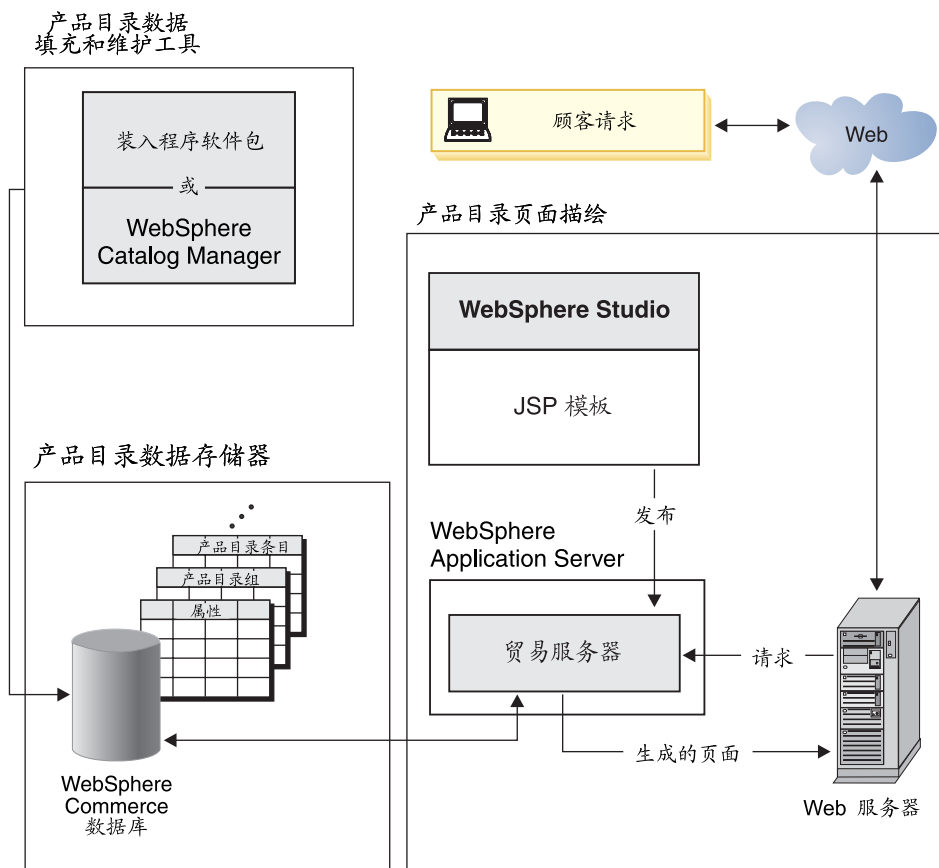 产品目录数据
填充和维护工具
装入程序软件包
或
WebSphere
Catalog Manager
顾客请求
Web
产品目录页面描绘
WebSphere Studio
JSP 模板
发布
WebSphere
Application Server
贸易服务器
请求
生成的页面
Web 服务器
产品目录数据存储器
产品目录条目
产品目录组
属性
WebSphere
Commerce
数据库